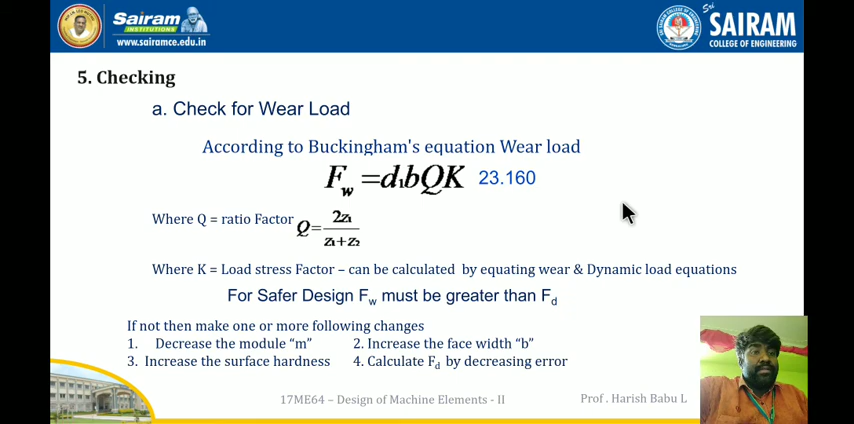 Sairam
INSTITUTIONS
www.sairamce.edu.in
Sri
SAIRAM
COLLEGE OF ENGINEERING
5. Checking
a. Check for Wear Load
According to Buckingham's equation Wear load
F_w = d₁bQK 23.160
Where Q = ratio Factor Q = 2z₁ / z₁+z₂
Where K = Load stress Factor – can be calculated by equating wear & Dynamic load equations
For Safer Design F_w must be greater than F_d
If not then make one or more following changes
1. Decrease the module “m” 2. Increase the face width “b”
3. Increase the surface hardness 4. Calculate F_d by decreasing error
17ME64 – Design of Machine Elements - II
Prof . Harish Babu L